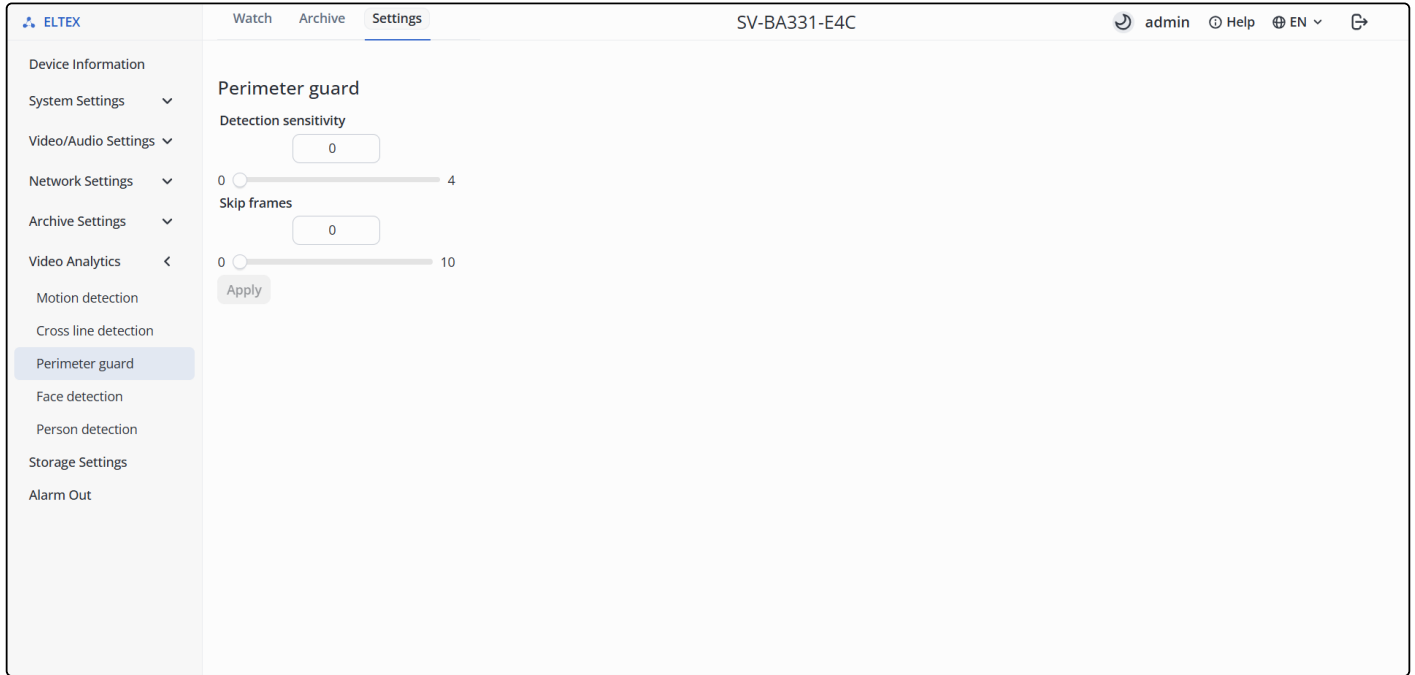 ELTEX
Watch Archive Settings
SV-BA331-E4C
admin Help EN
Device Information
System Settings
Video/Audio Settings
Network Settings
Archive Settings
Video Analytics
Motion detection
Cross line detection
Perimeter guard
Face detection
Person detection
Storage Settings
Alarm Out
Perimeter guard
Detection sensitivity
0
0 4
Skip frames
0
0 10
Apply